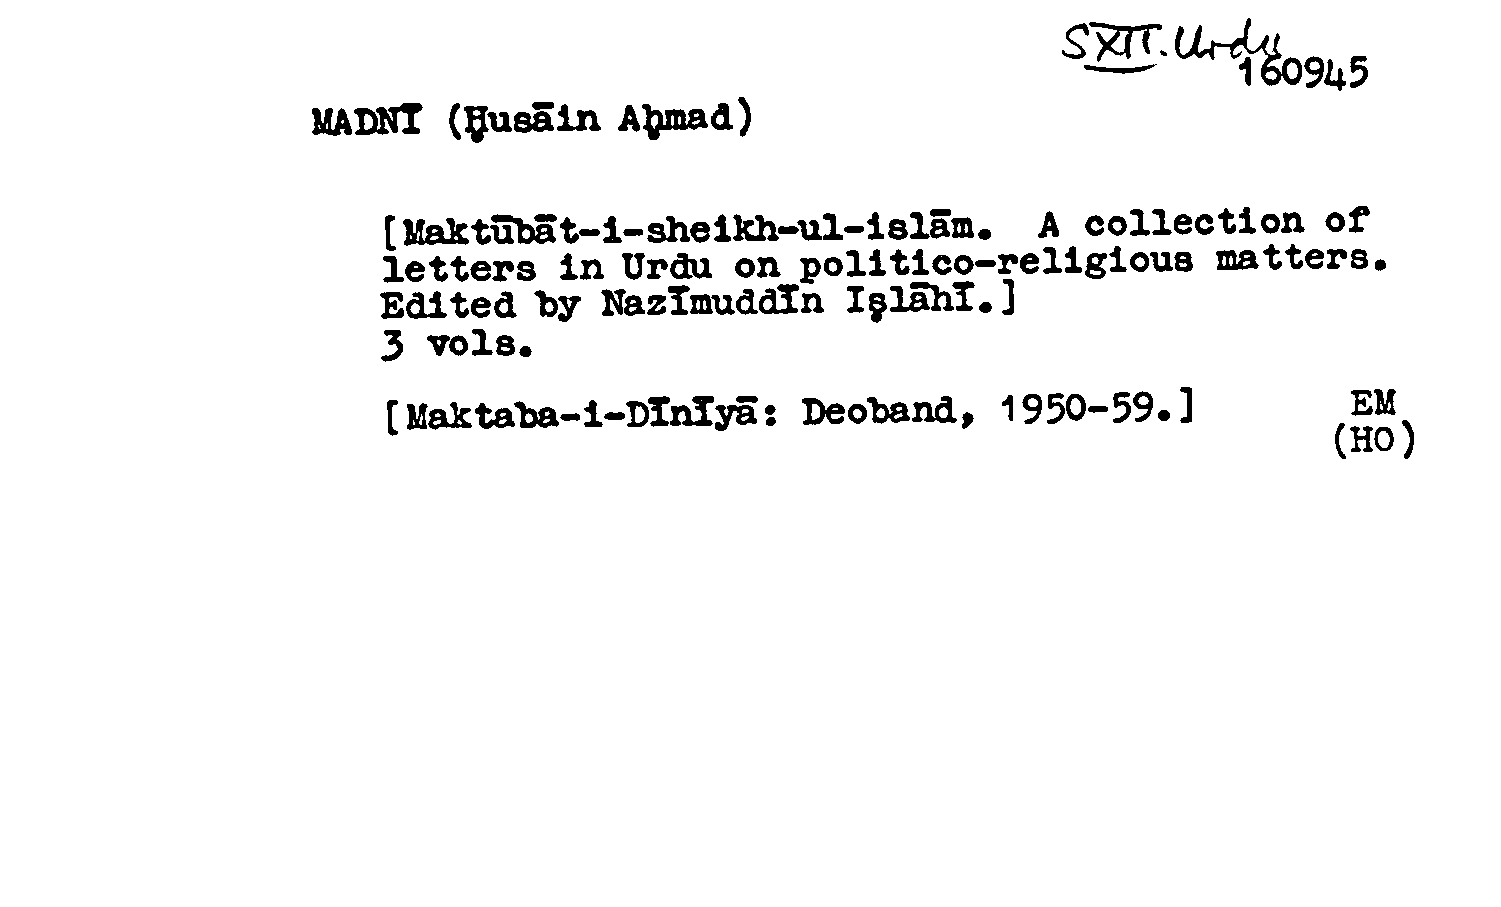 SXII. Urdu
160945
MADNĪ (Ḥusāin Aḥmad)
[Maktūbāt-i-sheikh-ul-islām. A collection of
letters in Urdu on politico-religious matters.
Edited by Nazīmuddīn Iṣlāhī.]
3 vols.
[Maktaba-i-Dīnīyā: Deoband, 1950-59.]
EM
(HO)